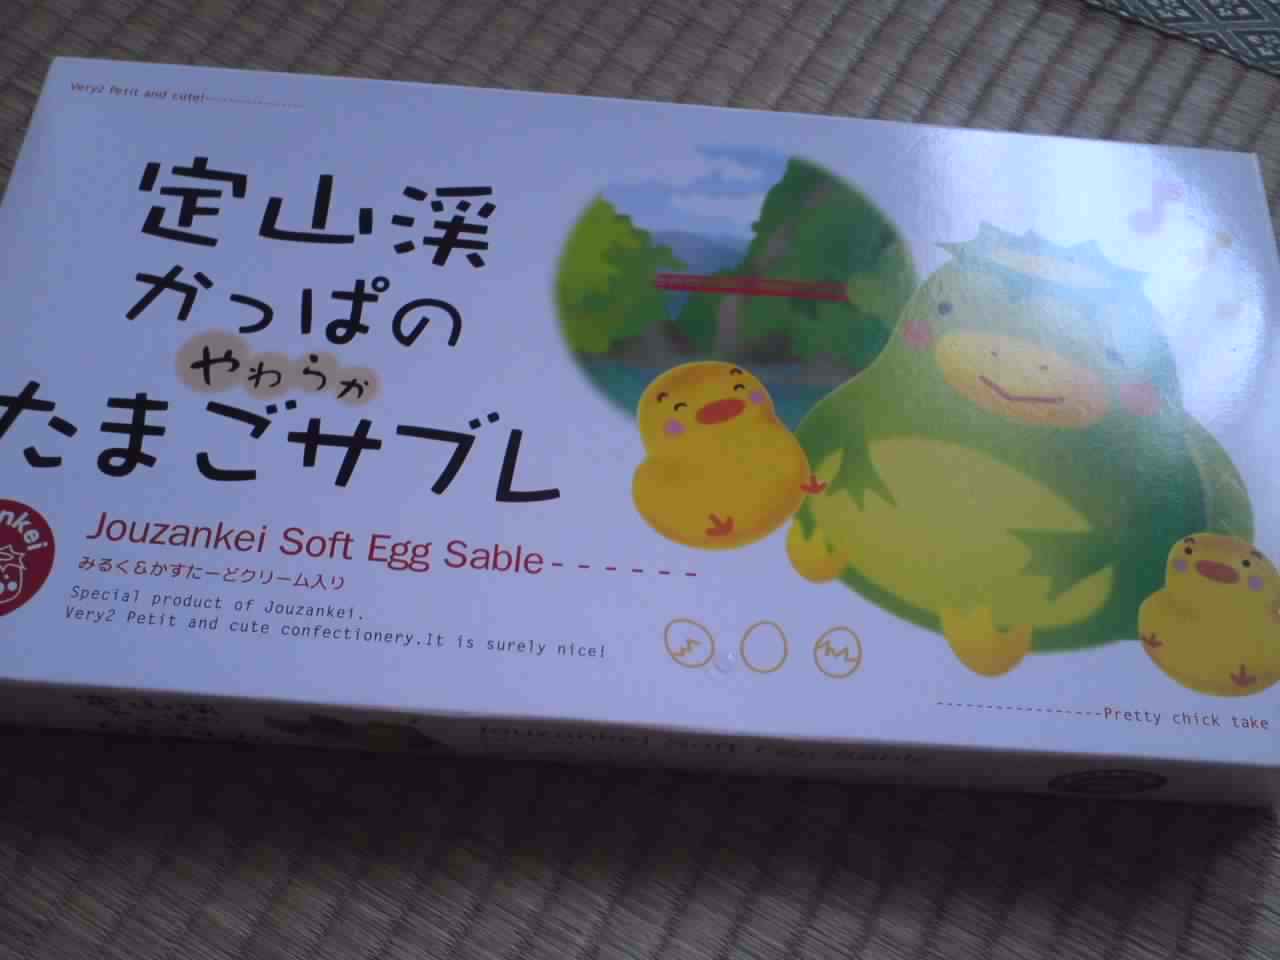 Very2 Petit and cute!
定山渓
かっぱの
やわらか
たまごサブレ
nkei
Jouzankei Soft Egg Sable
みるく&かすたーどクリーム入り
Special product of Jouzankei.
Very2 Petit and cute confectionery.It is surely nice!
Pretty chick take